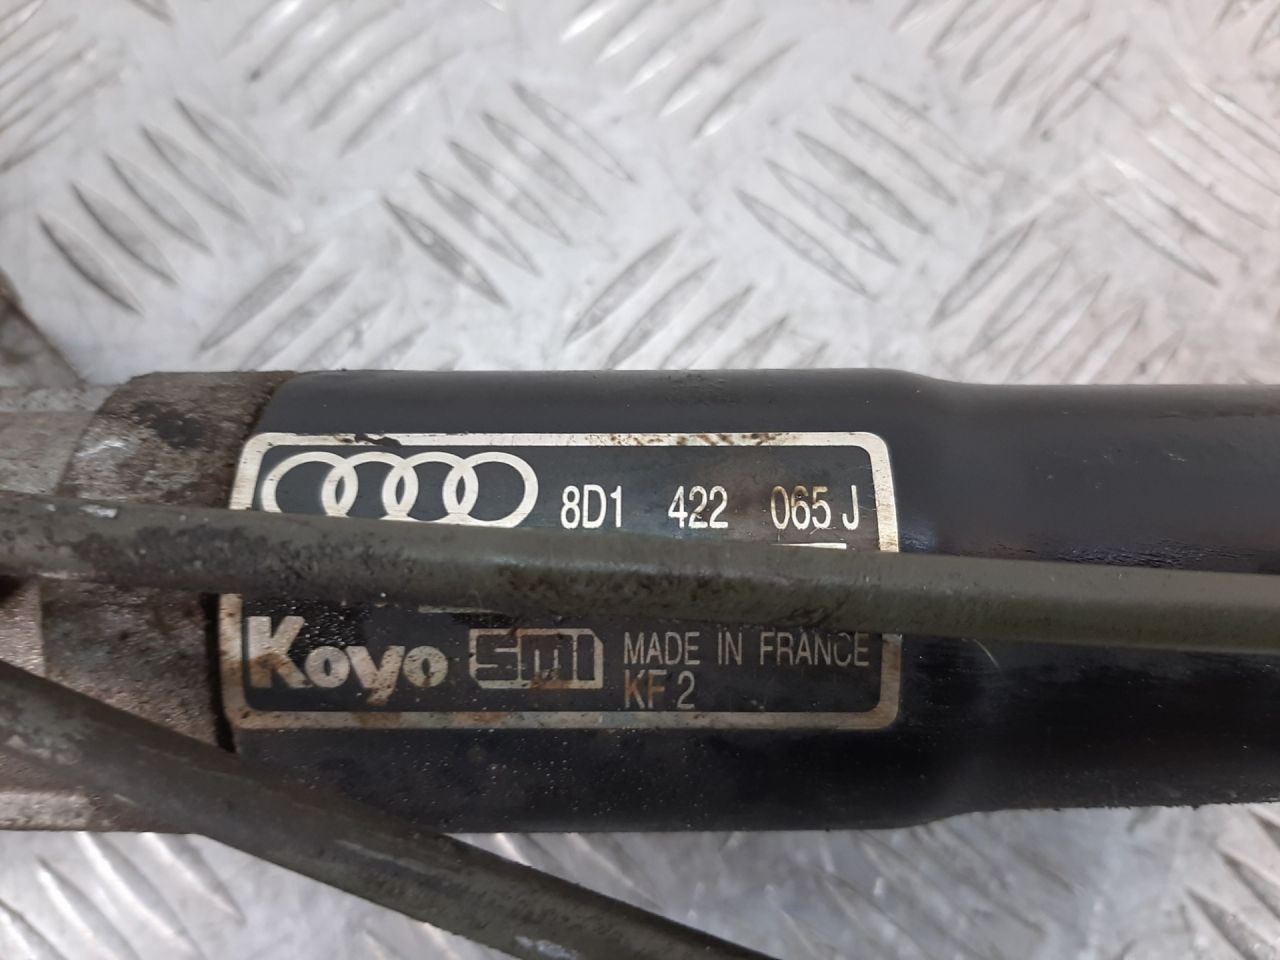 8D1 422 065 J
Koyo smi MADE IN FRANCE
KF 2